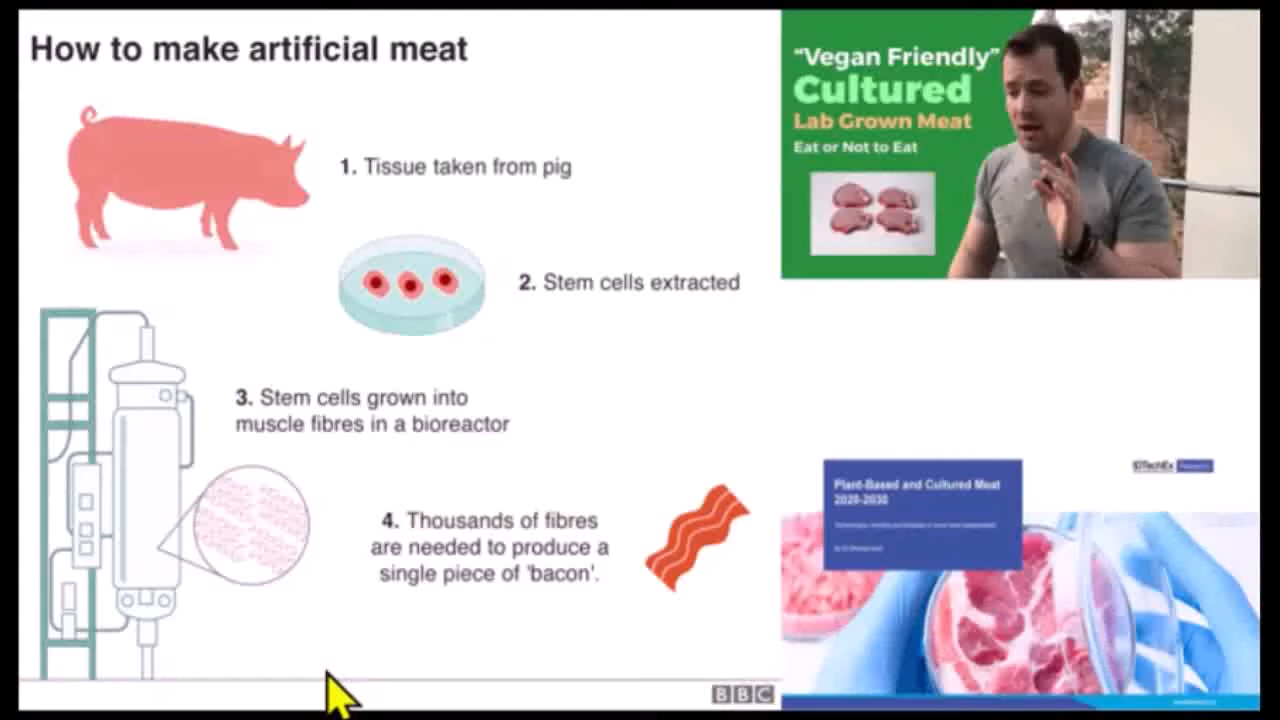 How to make artificial meat
1. Tissue taken from pig
2. Stem cells extracted
3. Stem cells grown into
muscle fibres in a bioreactor
4. Thousands of fibres
are needed to produce a
single piece of 'bacon'.
BBC
“Vegan Friendly”
Cultured
Lab Grown Meat
Eat or Not to Eat
IDTechEx Research
Plant-Based and Cultured Meat
2020-2030